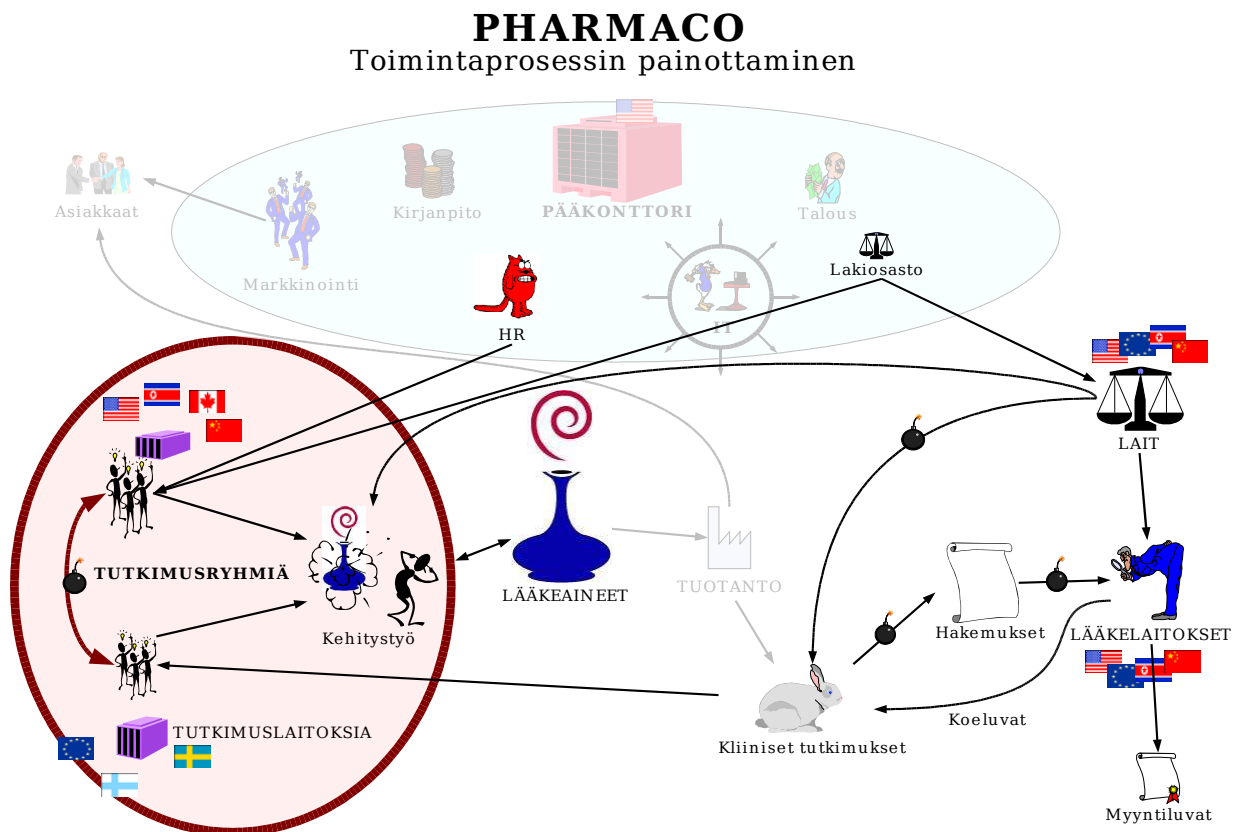 PHARMACO
Toimintaprosessin painottaminen
Asiakkaat
Markkinointi
Kirjanpito
PÄÄKONTTORI
Talous
Lakiosasto
HR
IT
LAIT
TUTKIMUSRYHMIÄ
Kehitystyö
LÄÄKEAINEET
TUOTANTO
Hakemukset
LÄÄKELAITOKSET
TUTKIMUSLAITOKSIA
Kliiniset tutkimukset
Koeluvat
Myyntiluvat